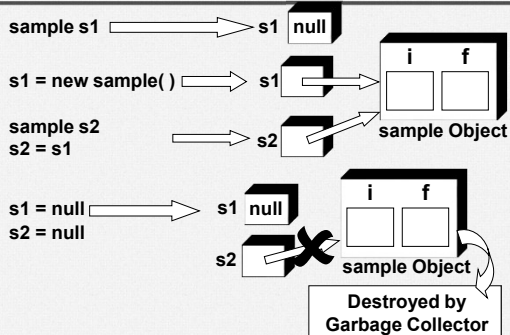 sample s1
s1 null
i f
s1 = new sample( )
s1
sample Object
sample s2
s2 = s1
s2
s1 = null
s2 = null
s1 null
i f
s2
sample Object
Destroyed by
Garbage Collector